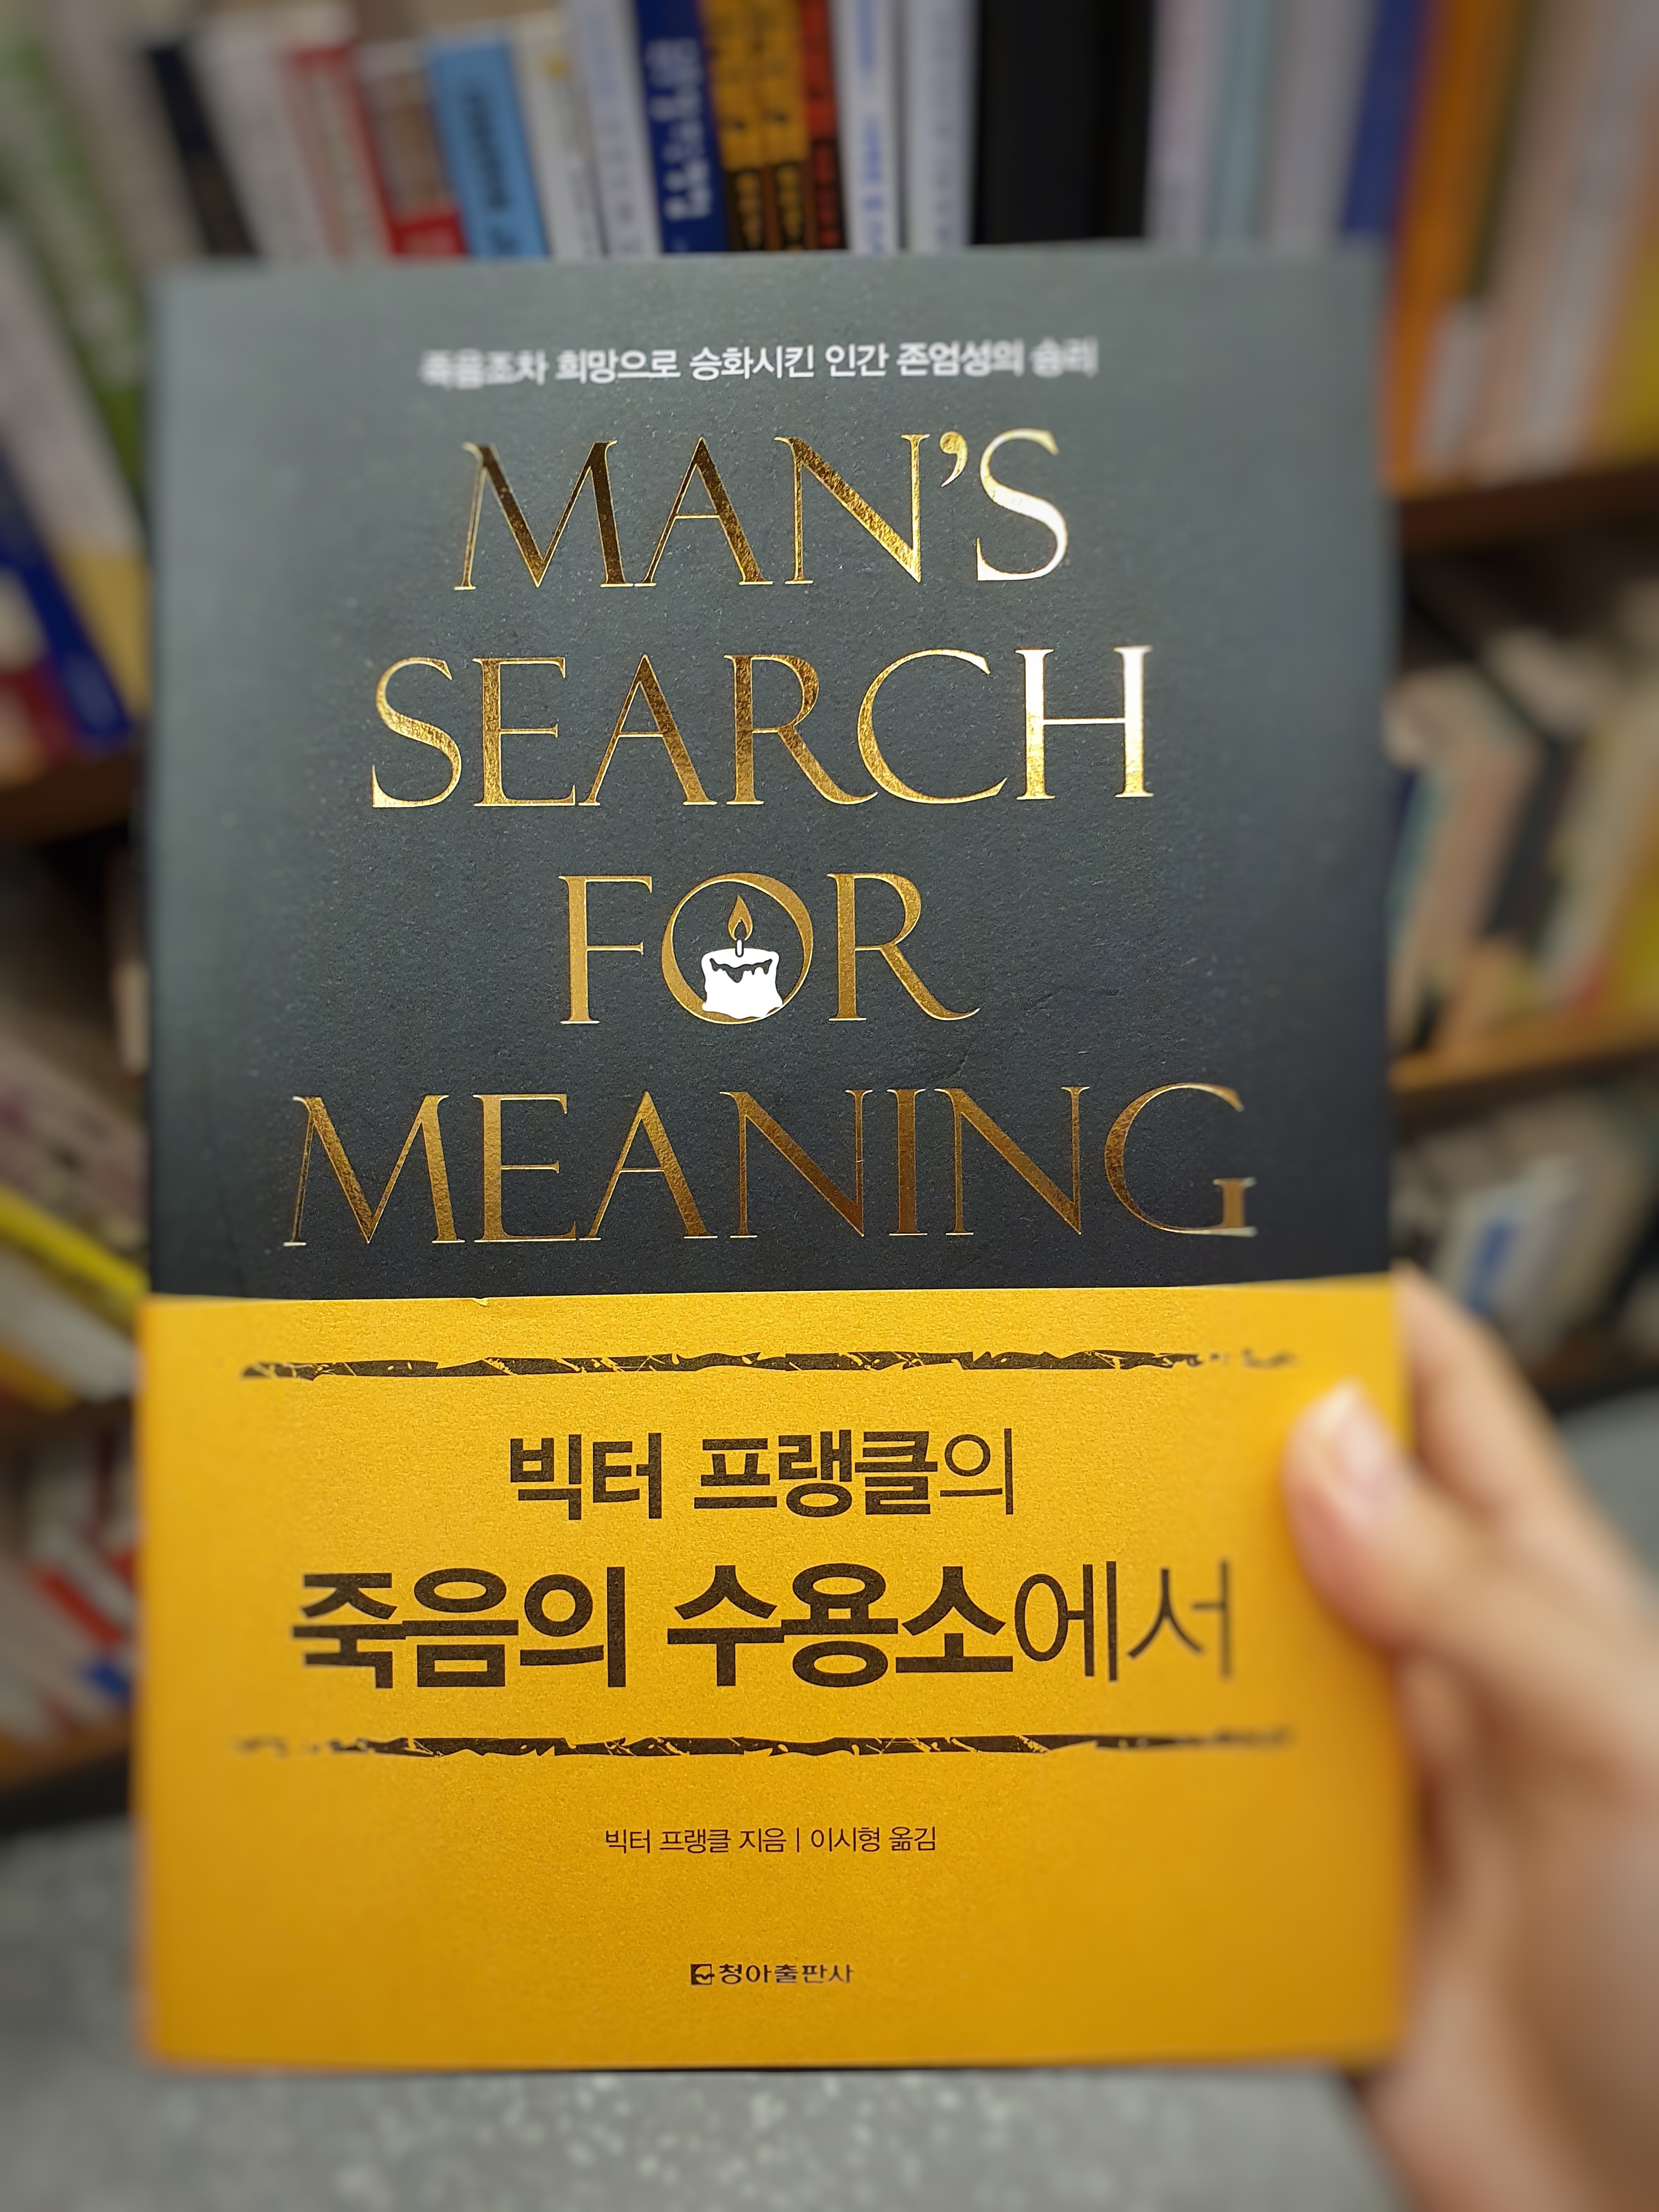 죽음조차 희망으로 승화시킨 인간 존엄성의 승리
MAN'S
SEARCH
FOR
MEANING
빅터 프랭클의
죽음의 수용소에서
빅터 프랭클 지음 | 이시형 옮김
청아출판사